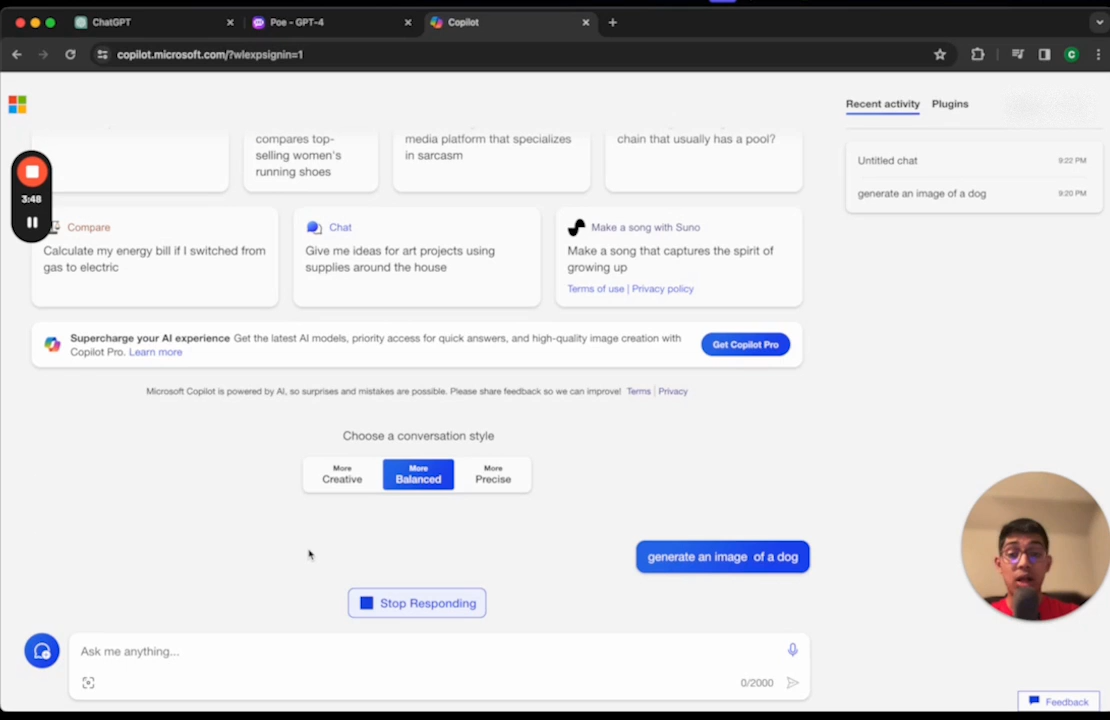 ChatGPT
Poe - GPT-4
Copilot
copilot.microsoft.com/?wlexpsignin=1
C
Recent activity
Plugins
Untitled chat
9:22 PM
generate an image of a dog
9:20 PM
3:48
compares top-
selling women's
running shoes
media platform that specializes
in sarcasm
chain that usually has a pool?
Compare
Calculate my energy bill if I switched from
gas to electric
Chat
Give me ideas for art projects using
supplies around the house
Make a song with Suno
Make a song that captures the spirit of
growing up
Terms of use | Privacy policy
Supercharge your AI experience Get the latest AI models, priority access for quick answers, and high-quality image creation with
Copilot Pro. Learn more
Get Copilot Pro
Microsoft Copilot is powered by AI, so surprises and mistakes are possible. Please share feedback so we can improve! Terms | Privacy
Choose a conversation style
More
Creative
More
Balanced
More
Precise
generate an image of a dog
Stop Responding
Ask me anything...
0/2000
Feedback